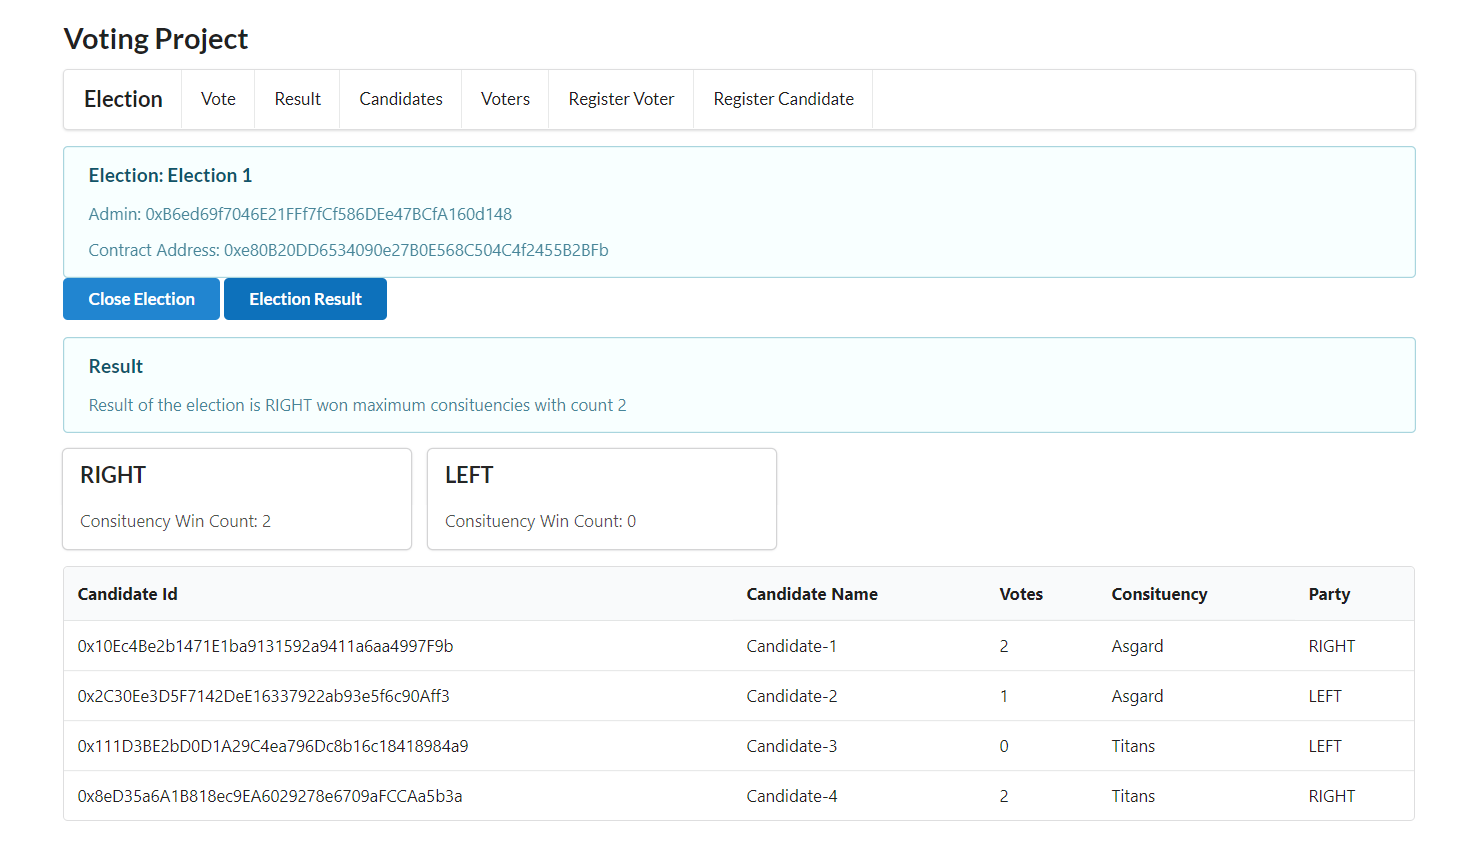 Voting Project
Election Vote Result Candidates Voters Register Voter Register Candidate
Election: Election 1
Admin: 0xB6ed69f7046E21FFf7fCf586DEe47BCfA160d148
Contract Address: 0xe80B20DD6534090e27B0E568C504C4f2455B2BFb
Close Election Election Result
Result
Result of the election is RIGHT won maximum consituencies with count 2
RIGHT LEFT
Consituency Win Count: 2 Consituency Win Count: 0
Candidate Id Candidate Name Votes Consituency Party
0x10Ec4Be2b1471E1ba9131592a9411a6aa4997F9b Candidate-1 2 Asgard RIGHT
0x2C30Ee3D5F7142DeE16337922ab93e5f6c90Aff3 Candidate-2 1 Asgard LEFT
0x111D3BE2bD0D1A29C4ea796Dc8b16c18418984a9 Candidate-3 0 Titans LEFT
0x8eD35a6A1B818ec9EA6029278e6709aFCCAa5b3a Candidate-4 2 Titans RIGHT